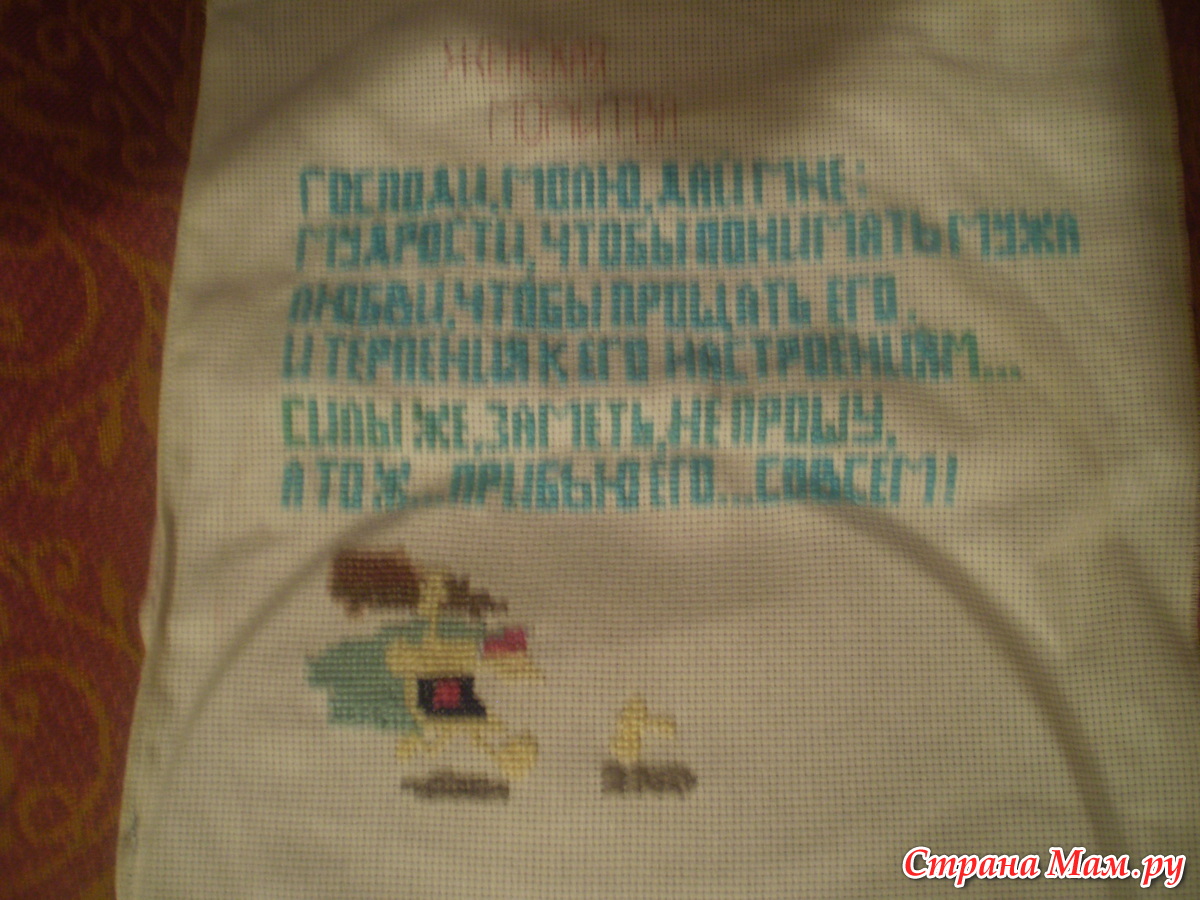 ЖЕНСКАЯ
МОЛИТВА
ГОСПОДИ, МОЛЮ, ДАЙ МНЕ:
МУДРОСТИ, ЧТОБЫ ПОНИМАТЬ МУЖА
ЛЮБВИ, ЧТОБЫ ПРОЩАТЬ ЕГО,
И ТЕРПЕНИЯ К ЕГО НАСТРОЕНИЯМ...
СИЛЫ ЖЕ, ЗАМЕТЬ, НЕ ПРОШУ,
А ТО Ж.. ПРИБЬЮ ЕГО...СОВСЕМ!
Страна Мам.ру